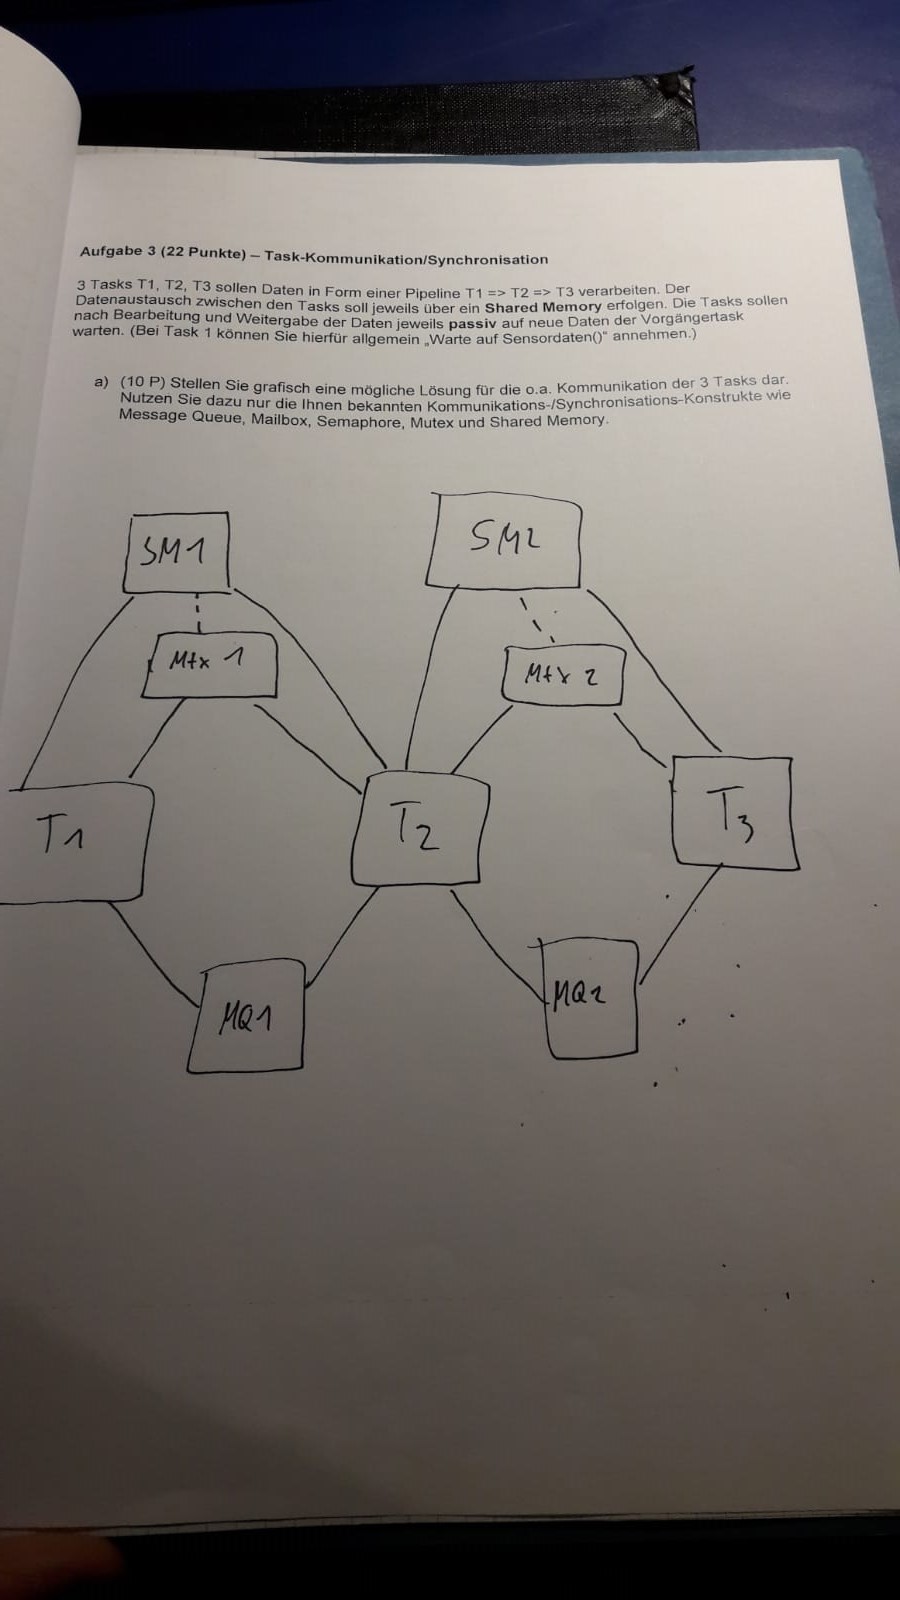 Aufgabe 3 (22 Punkte) – Task-Kommunikation/Synchronisation
3 Tasks T1, T2, T3 sollen Daten in Form einer Pipeline T1 => T2 => T3 verarbeiten. Der
Datenaustausch zwischen den Tasks soll jeweils über ein Shared Memory erfolgen. Die Tasks sollen
nach Bearbeitung und Weitergabe der Daten jeweils passiv auf neue Daten der Vorgängertask
warten. (Bei Task 1 können Sie hierfür allgemein „Warte auf Sensordaten()" annehmen.)
a) (10 P) Stellen Sie grafisch eine mögliche Lösung für die o.a. Kommunikation der 3 Tasks dar.
Nutzen Sie dazu nur die Ihnen bekannten Kommunikations-/Synchronisations-Konstrukte wie
Message Queue, Mailbox, Semaphore, Mutex und Shared Memory.
SM1
SM2
Mtx 1
Mtx 2
T1
T2
T3
MQ1
MQ2